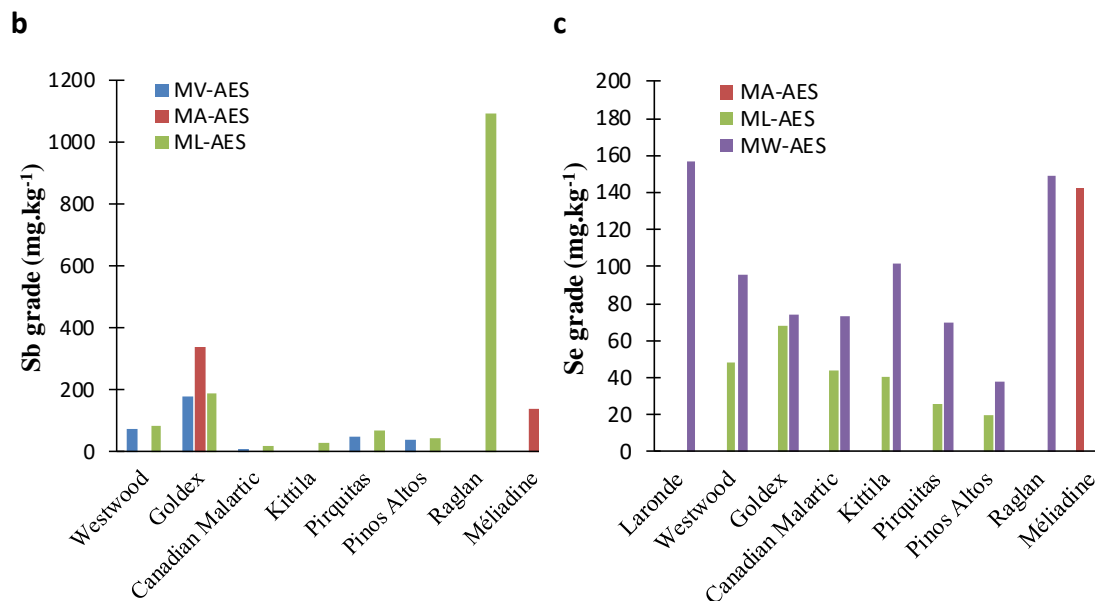 b
Sb grade (mg.kg⁻¹)
1200
1000
800
600
400
200
0
MV-AES
MA-AES
ML-AES
Westwood
Goldex
Canadian Malartic
Kittila
Pirquitas
Pinos Altos
Raglan
Méliadine
c
Se grade (mg.kg⁻¹)
200
180
160
140
120
100
80
60
40
20
0
MA-AES
ML-AES
MW-AES
Laronde
Westwood
Goldex
Canadian Malartic
Kittila
Pirquitas
Pinos Altos
Raglan
Méliadine